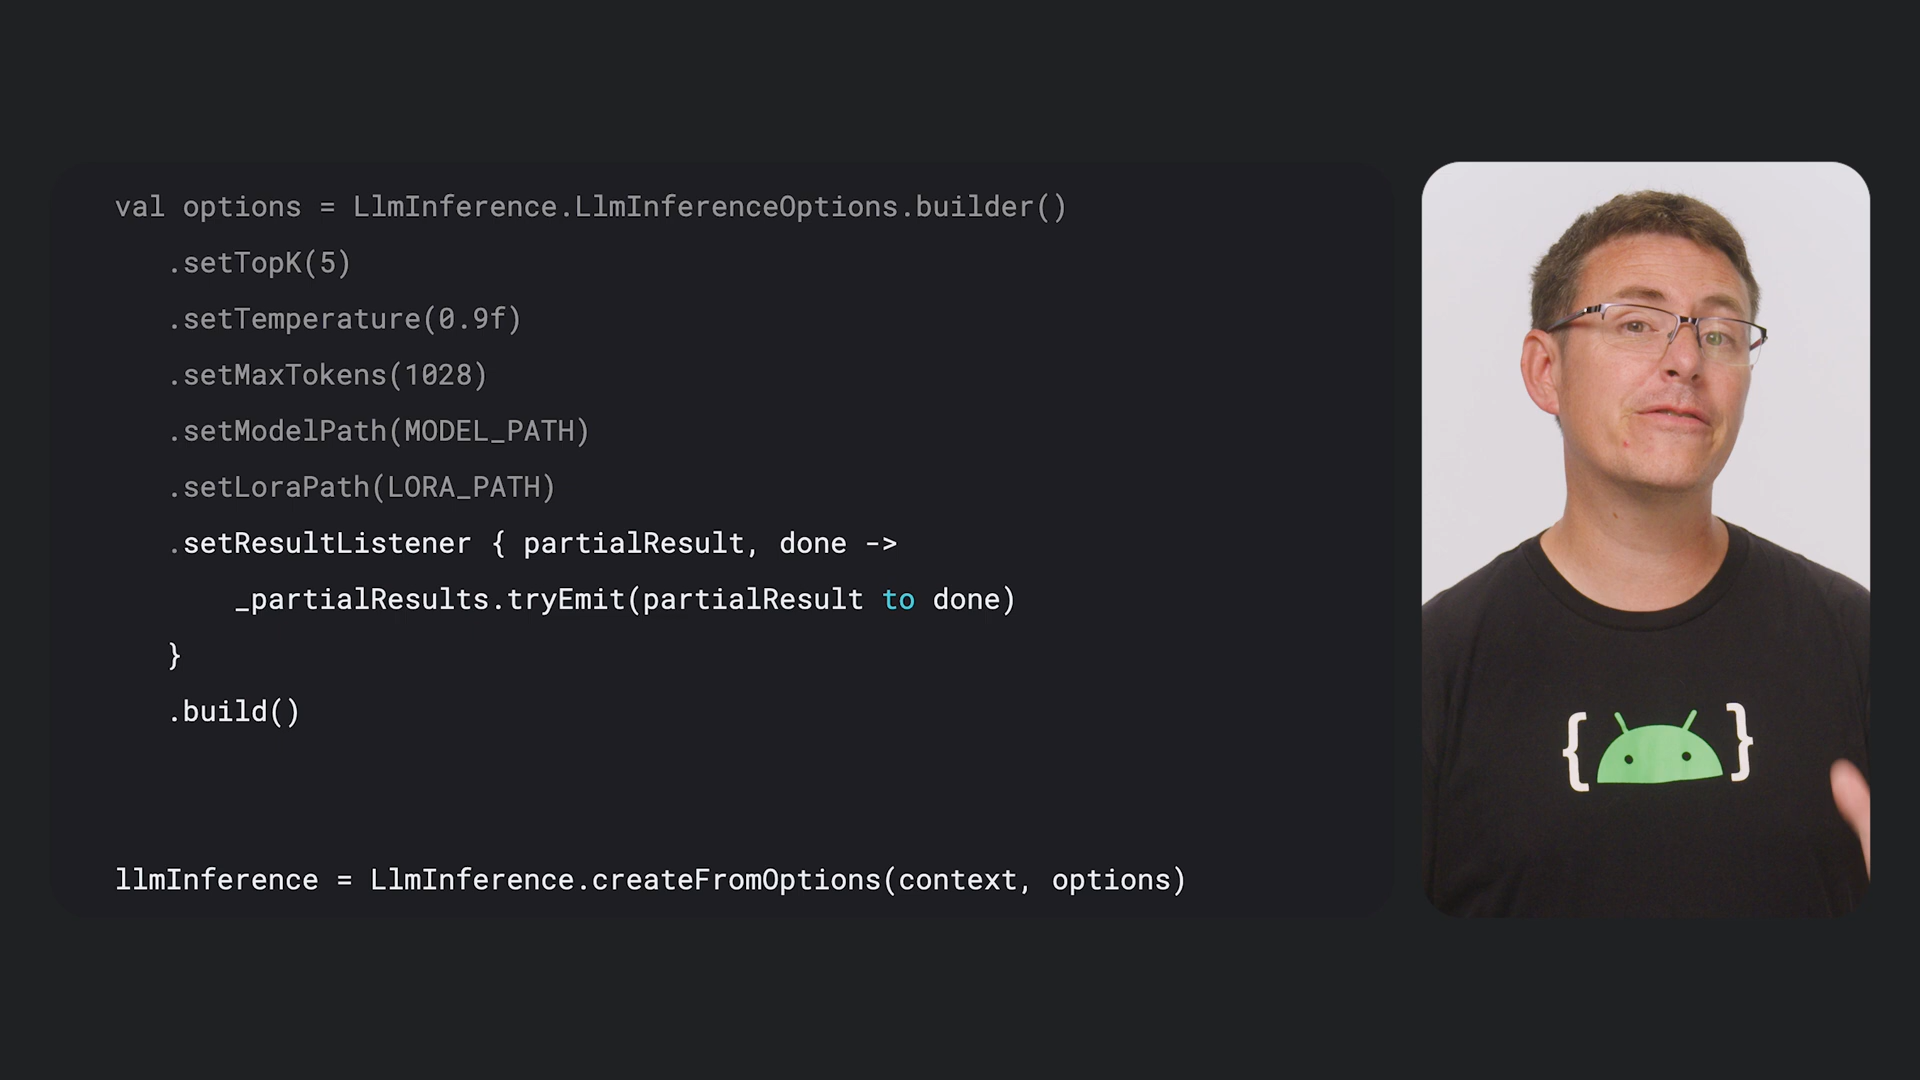 val options = LlmInference.LlmInferenceOptions.builder()
.setTopK(5)
.setTemperature(0.9f)
.setMaxTokens(1028)
.setModelPath(MODEL_PATH)
.setLoraPath(LORA_PATH)
.setResultListener { partialResult, done ->
_partialResults.tryEmit(partialResult to done)
}
.build()
llmInference = LlmInference.createFromOptions(context, options)
{ }